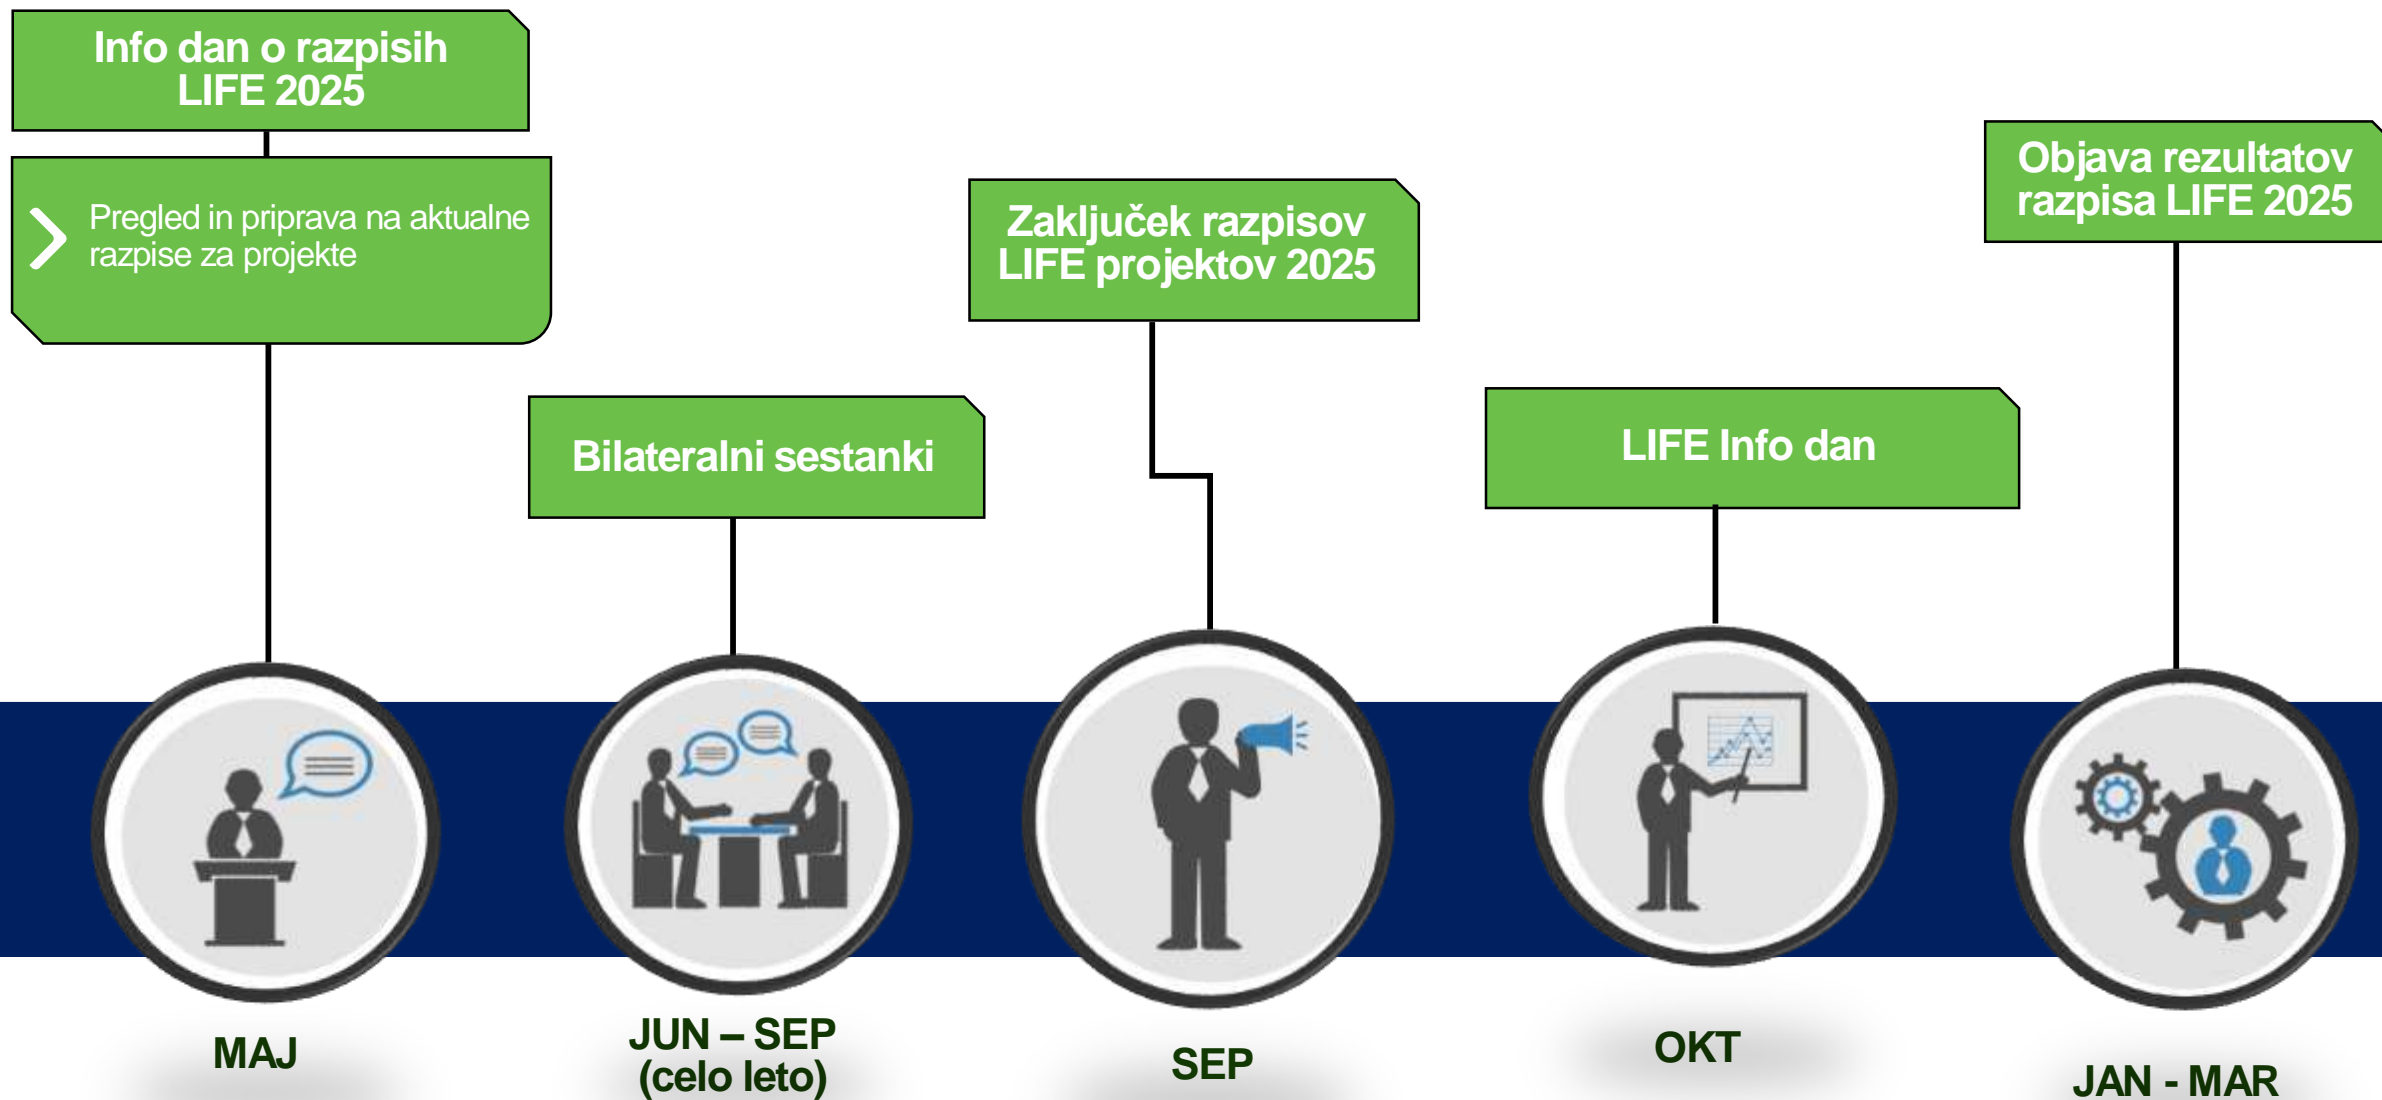 Info dan o razpisih
LIFE 2025
Pregled in priprava na aktualne
razpise za projekte
Bilateralni sestanki
Zaključek razpisov
LIFE projektov 2025
LIFE Info dan
Objava rezultatov
razpisa LIFE 2025
MAJ
JUN – SEP
(celo leto)
SEP
OKT
JAN - MAR